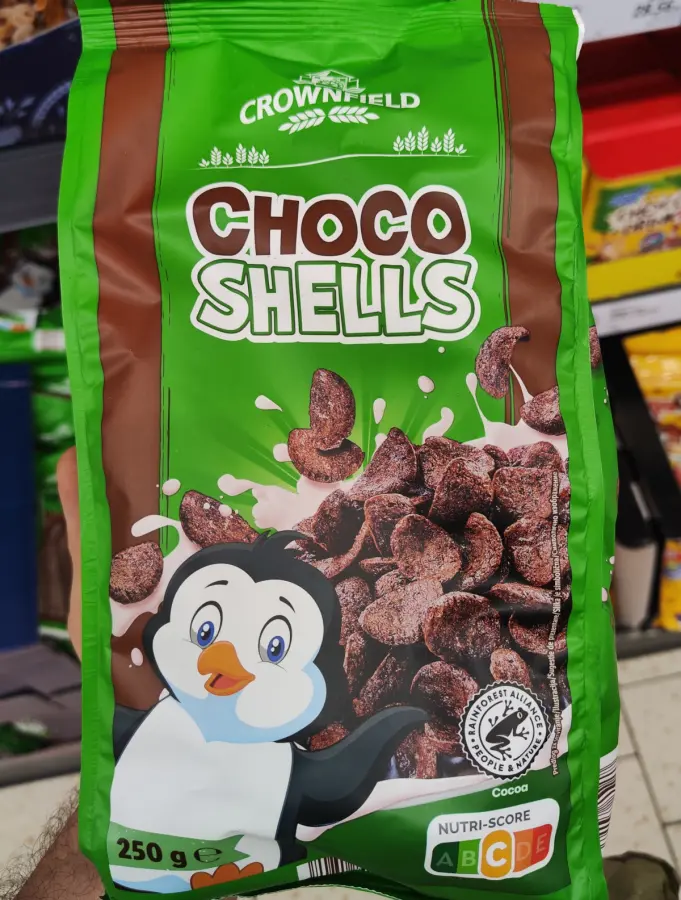 CROWNFIELD
CHOCO
SHELLS
RAINFOREST ALLIANCE
PEOPLE & NATURE
Cocoa
NUTRI-SCORE
A B C D E
250 g e